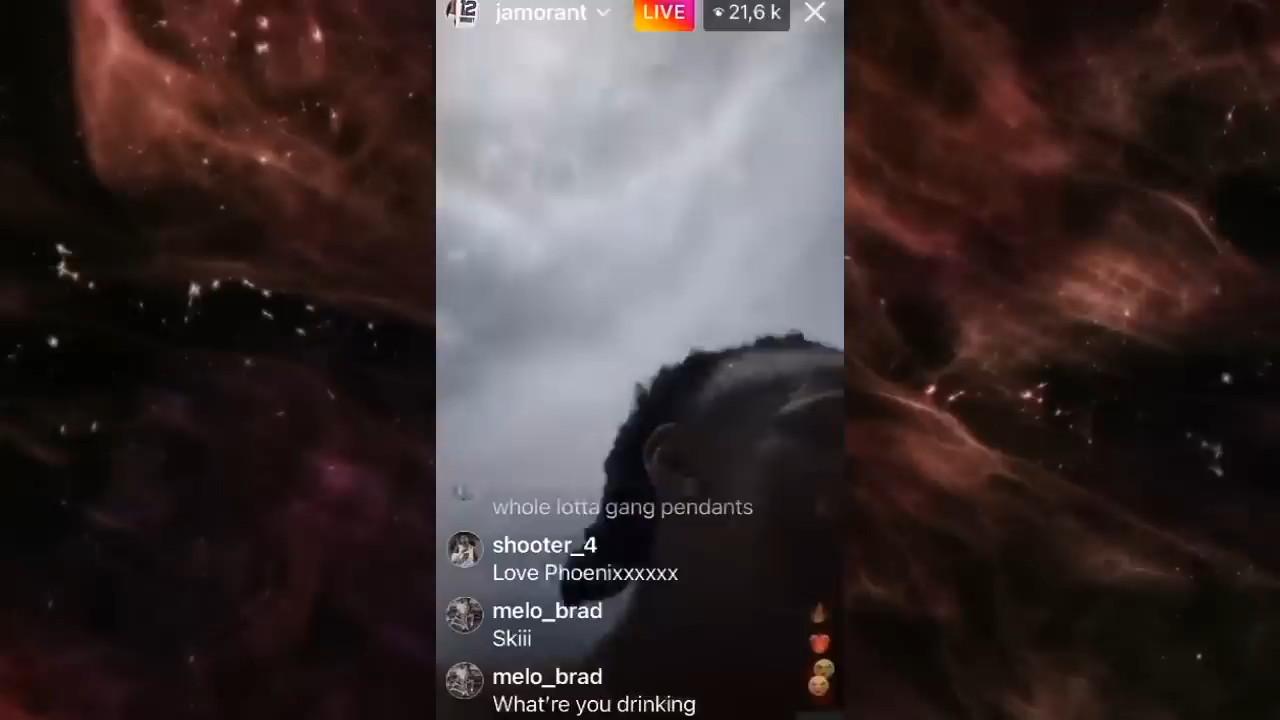 jamorant
LIVE
21,6 k
whole lotta gang pendants
shooter_4
Love Phoenixxxxxx
melo_brad
Skiii
melo_brad
What're you drinking